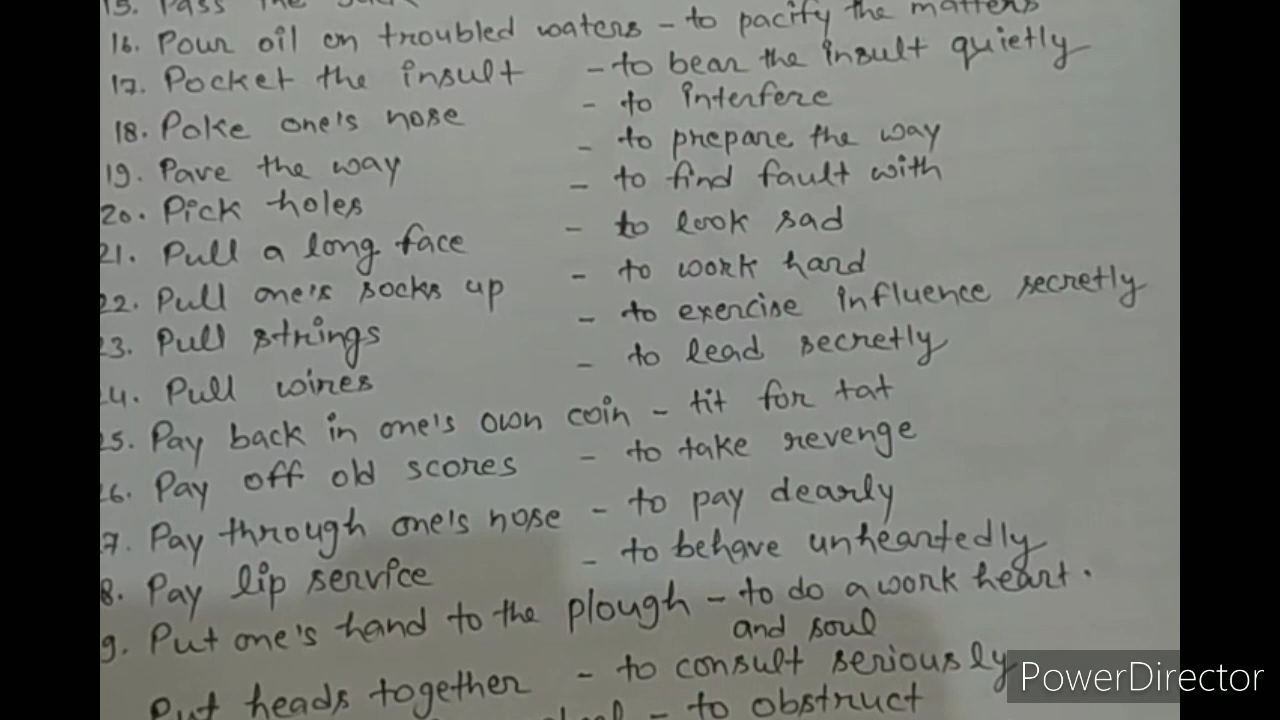 15. Pass the
16. Pour oil on troubled waters - to pacify the matters
17. Pocket the insult - to bear the insult quietly
18. Poke one's nose - to interfere
19. Pave the way - to prepare the way
20. Pick holes - to find fault with
21. Pull a long face - to look sad
22. Pull one's socks up - to work hard
23. Pull strings - to exercise influence secretly
24. Pull wires - to lead secretly
25. Pay back in one's own coin - tit for tat
26. Pay off old scores - to take revenge
7. Pay through one's nose - to pay dearly
8. Pay lip service - to behave unheartedly
9. Put one's hand to the plough - to do a work heart.
and soul
Put heads together - to consult seriously
- to obstruct
PowerDirector